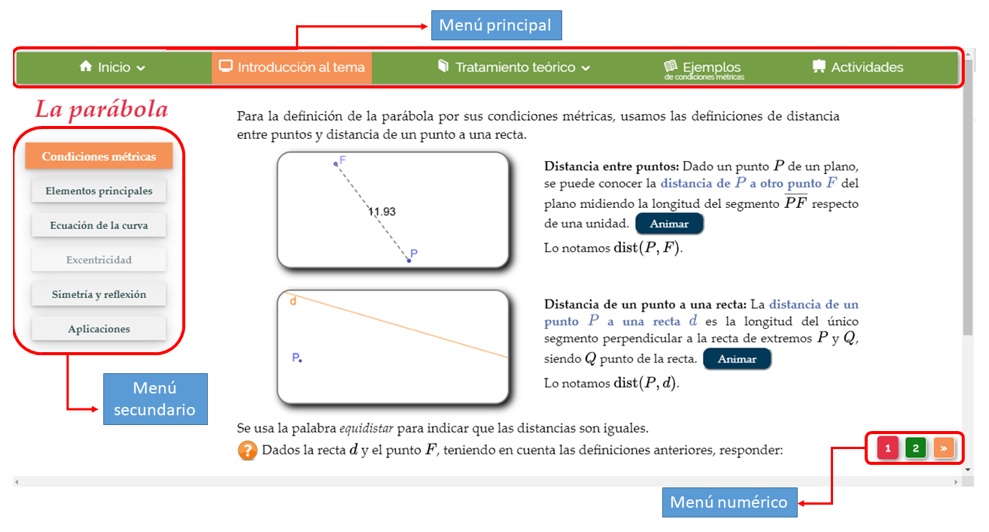 Menú principal
Inicio
Introducción al tema
Tratamiento teórico
Ejemplos
de condiciones métricas
Actividades
La parábola
Condiciones métricas
Elementos principales
Ecuación de la curva
Excentricidad
Simetría y reflexión
Aplicaciones
Menú
secundario
Para la definición de la parábola por sus condiciones métricas, usamos las definiciones de distancia
entre puntos y distancia de un punto a una recta.
F
11.93
P
Distancia entre puntos: Dado un punto P de un plano,
se puede conocer la distancia de P a otro punto F del
plano midiendo la longitud del segmento P̅F̅ respecto
de una unidad. Animar
Lo notamos dist(P, F).
d
P
Distancia de un punto a una recta: La distancia de un
punto P a una recta d es la longitud del único
segmento perpendicular a la recta de extremos P y Q,
siendo Q punto de la recta. Animar
Lo notamos dist(P, d).
Se usa la palabra equidistar para indicar que las distancias son iguales.
? Dados la recta d y el punto F, teniendo en cuenta las definiciones anteriores, responder:
1 2 »
Menú numérico